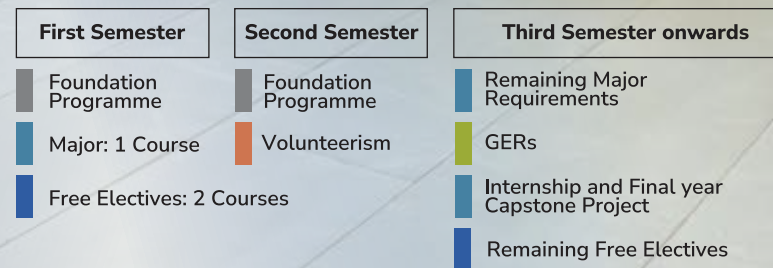 First Semester
Foundation
Programme
Major: 1 Course
Free Electives: 2 Courses
Second Semester
Foundation
Programme
Volunteerism
Third Semester onwards
Remaining Major
Requirements
GERs
Internship and Final year
Capstone Project
Remaining Free Electives